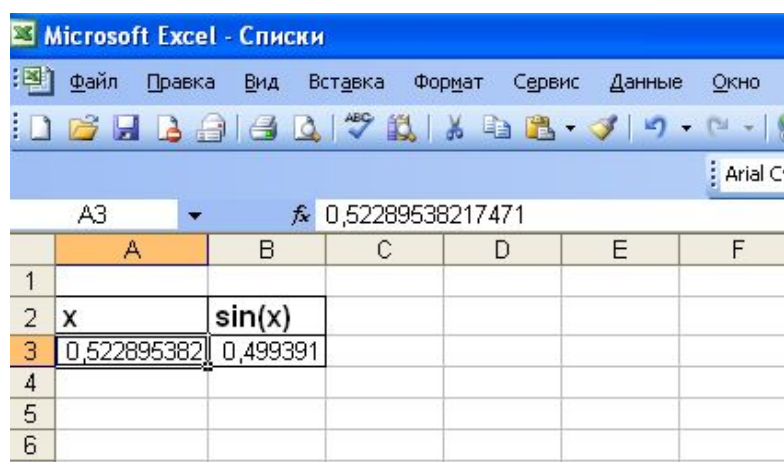 Microsoft Excel - Списки
Файл Правка Вид Вставка Формат Сервис Данные Окно
ABC
Arial
A3 fx 0,52289538217471
A B C D E F
1
2 x sin(x)
3 0,522895382 0,499391
4
5
6